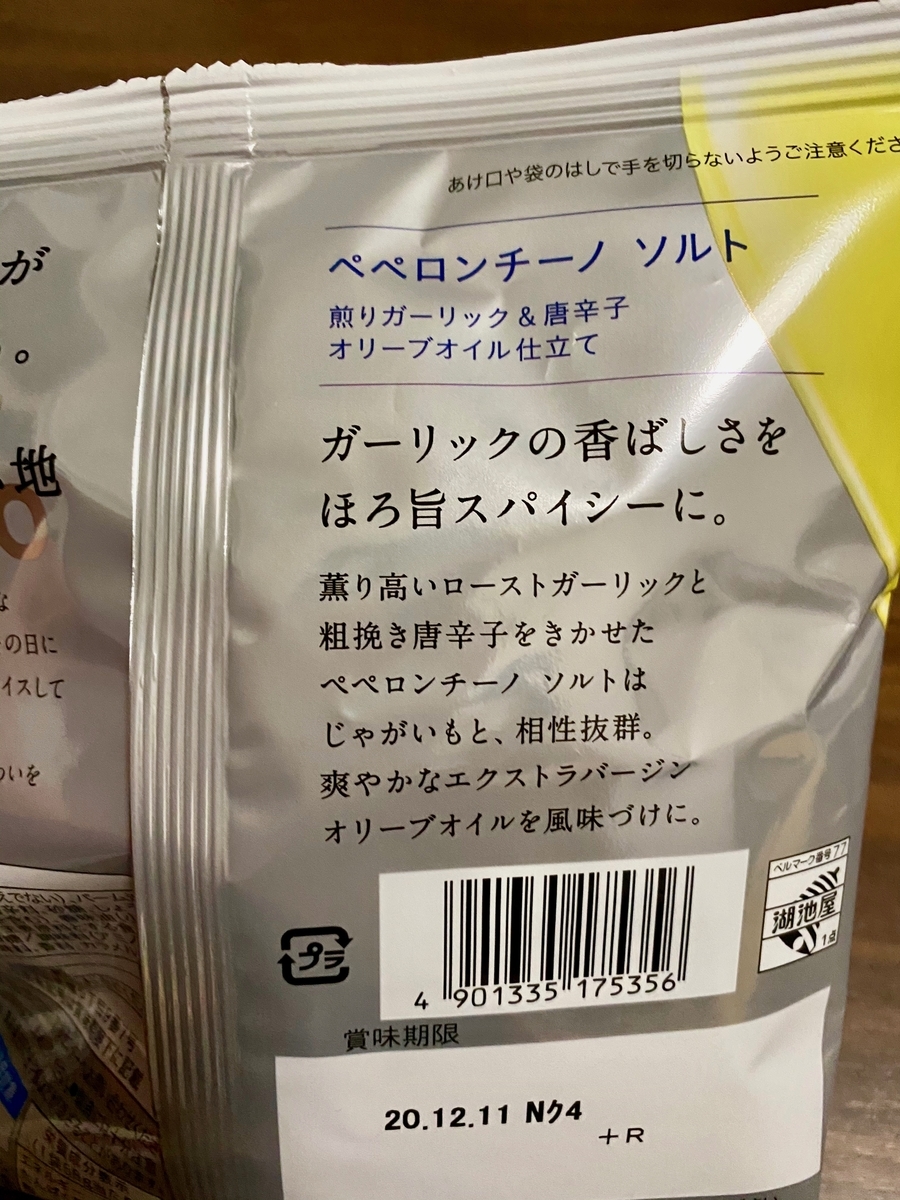 あけ口や袋のはしで手を切らないようご注意くださ
ペペロンチーノ ソルト
煎りガーリック＆唐辛子
オリーブオイル仕立て
ガーリックの香ばしさを
ほろ旨スパイシーに。
薫り高いローストガーリックと
粗挽き唐辛子をきかせた
ペペロンチーノ ソルトは
じゃがいもと、相性抜群。
爽やかなエクストラバージン
オリーブオイルを風味づけに。
ベルマーク番号77
湖池屋
1点
プラ
4 901335 175356
賞味期限
20.12.11 Nク4
+R
が
。
地
な
の日に
イスして
いを